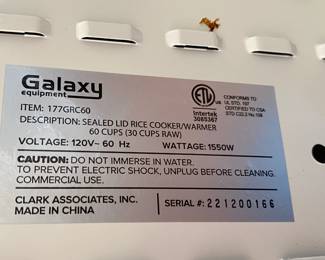 Galaxy
equipment
ITEM: 177GRC60
DESCRIPTION: SEALED LID RICE COOKER/WARMER
60 CUPS (30 CUPS RAW)
VOLTAGE: 120V~ 60 Hz WATTAGE: 1550W
ETL
Intertek
3085367
CONFORMS TO
UL STD. 197
CERTIFIED TO CSA
STD C22.2 No.109
CAUTION: DO NOT IMMERSE IN WATER.
TO PREVENT ELECTRIC SHOCK, UNPLUG BEFORE CLEANING.
CLARK ASSOCIATES, INC.
MADE IN CHINA
SERIAL#: 221200166